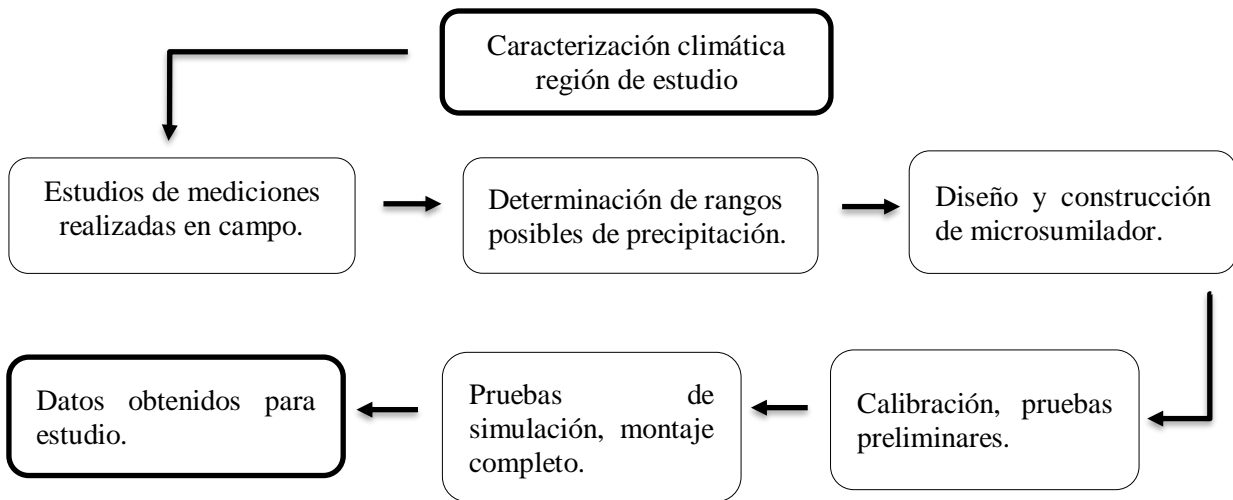 Caracterización climática
región de estudio
Estudios de mediciones
realizadas en campo.
Determinación de rangos
posibles de precipitación.
Diseño y construcción
de microsumilador.
Datos obtenidos para
estudio.
Pruebas de
simulación, montaje
completo.
Calibración, pruebas
preliminares.